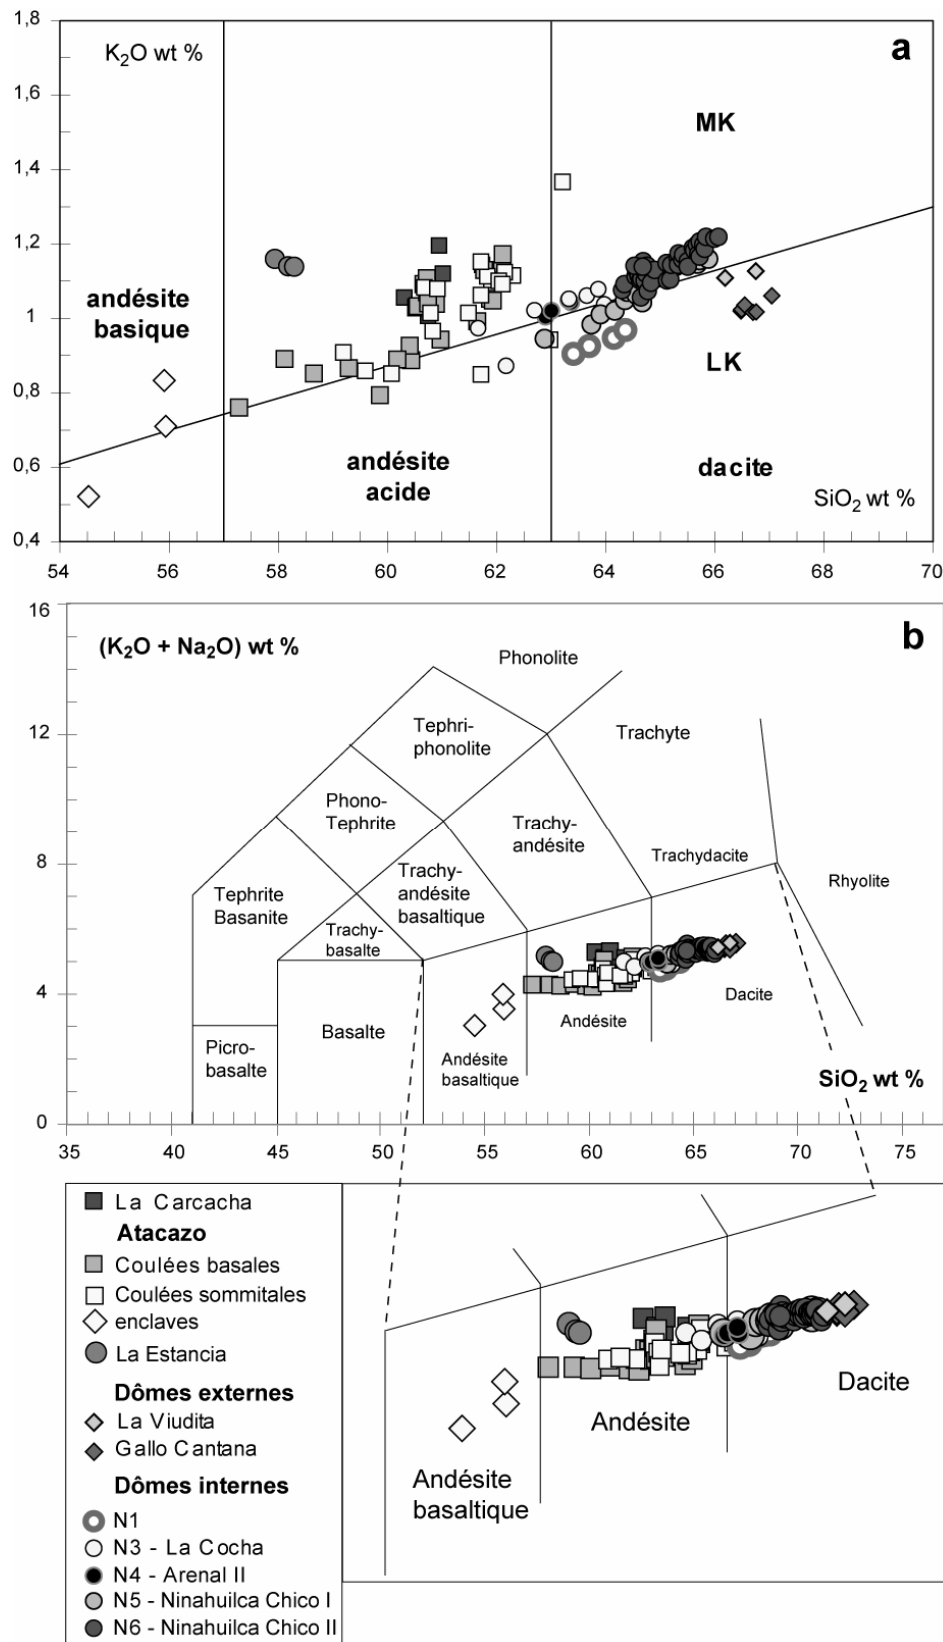 1,8
K2O wt %
a
1,6
MK
1,4
1,2
andésite
basique
1
LK
0,8
andésite
acide
dacite
0,6
SiO2 wt %
0,4
54 56 58 60 62 64 66 68 70
16
(K2O + Na2O) wt %
b
Phonolite
12
Tephri-
phonolite
Trachyte
Phono-
Tephrite
Trachy-
andésite
8
Trachydacite
Trachy-
andésite
basaltique
Rhyolite
Tephrite
Basanite
Trachy-
basalte
4
Dacite
Andésite
Basalte
Picro-
basalte
Andésite
basaltique
SiO2 wt %
0
35 40 45 50 55 60 65 70 75
La Carcacha
Atacazo
Coulées basales
Coulées sommitales
enclaves
La Estancia
Dômes externes
La Viudita
Gallo Cantana
Dômes internes
N1
N3 - La Cocha
N4 - Arenal II
N5 - Ninahuilca Chico I
N6 - Ninahuilca Chico II
Dacite
Andésite
Andésite
basaltique